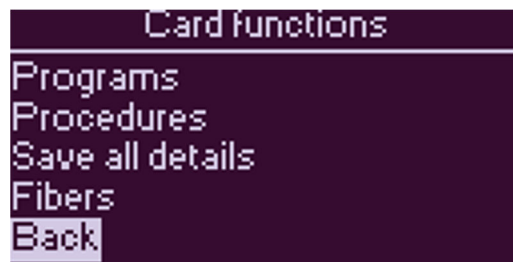 Card functions
Programs
Procedures
Save all details
Fibers
Back